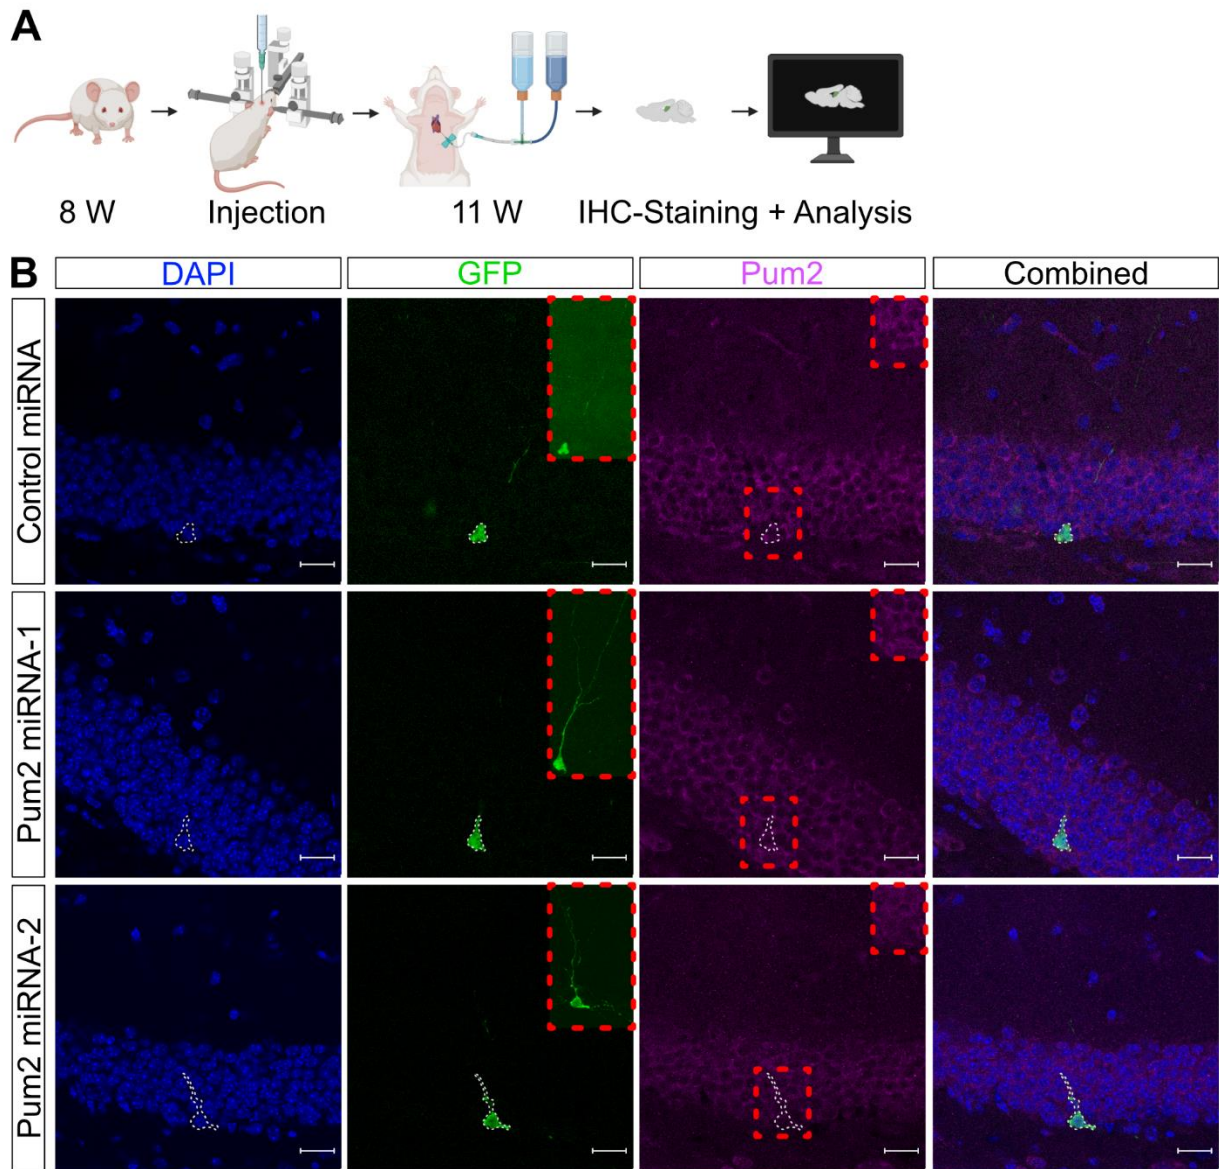 A
8 W
Injection
11 W
IHC-Staining + Analysis
B
DAPI
GFP
Pum2
Combined
Control miRNA
Pum2 miRNA-1
Pum2 miRNA-2